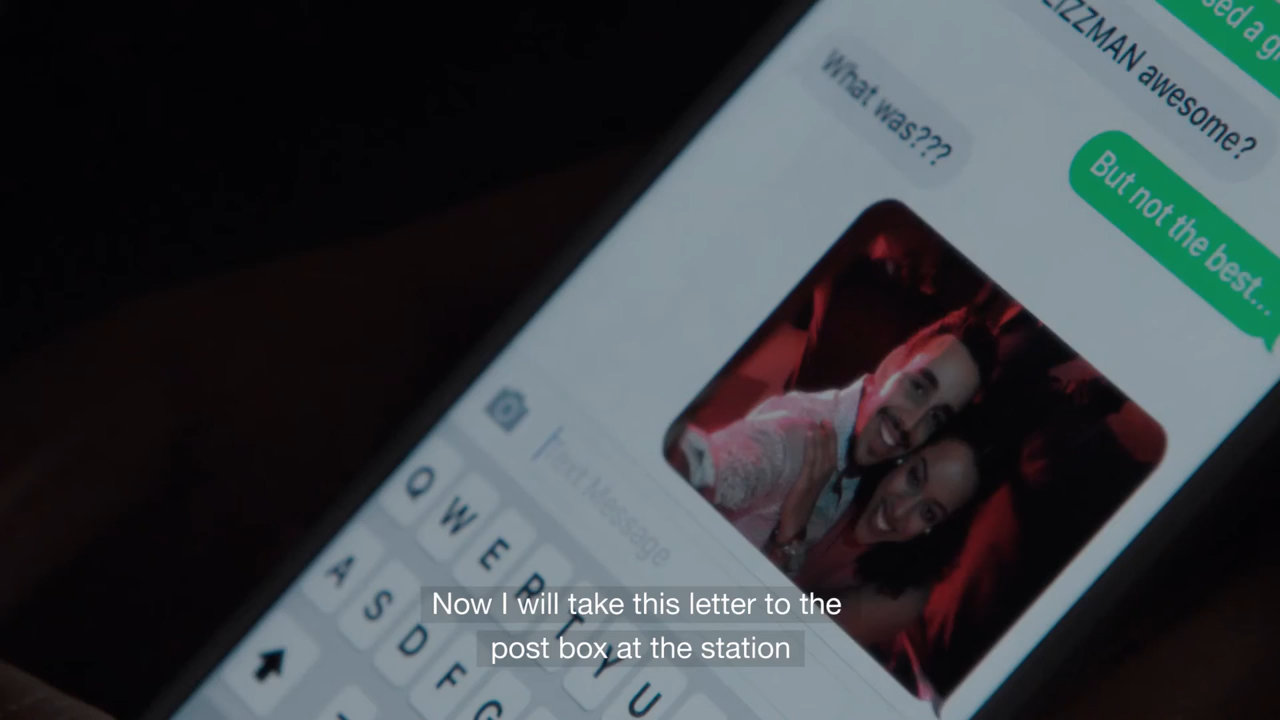 sed a g
LIZZMAN awesome?
What was???
But not the best...
Text Message
Q W E R T Y U
A S D F G
Now I will take this letter to the
post box at the station